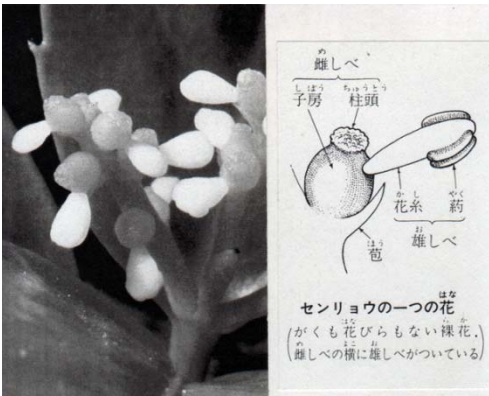 雌しべ
子房 柱頭
花糸 葯
雄しべ
苞
センリョウの一つの花
(がくも花びらもない裸花.
雌しべの横に雄しべがついている)